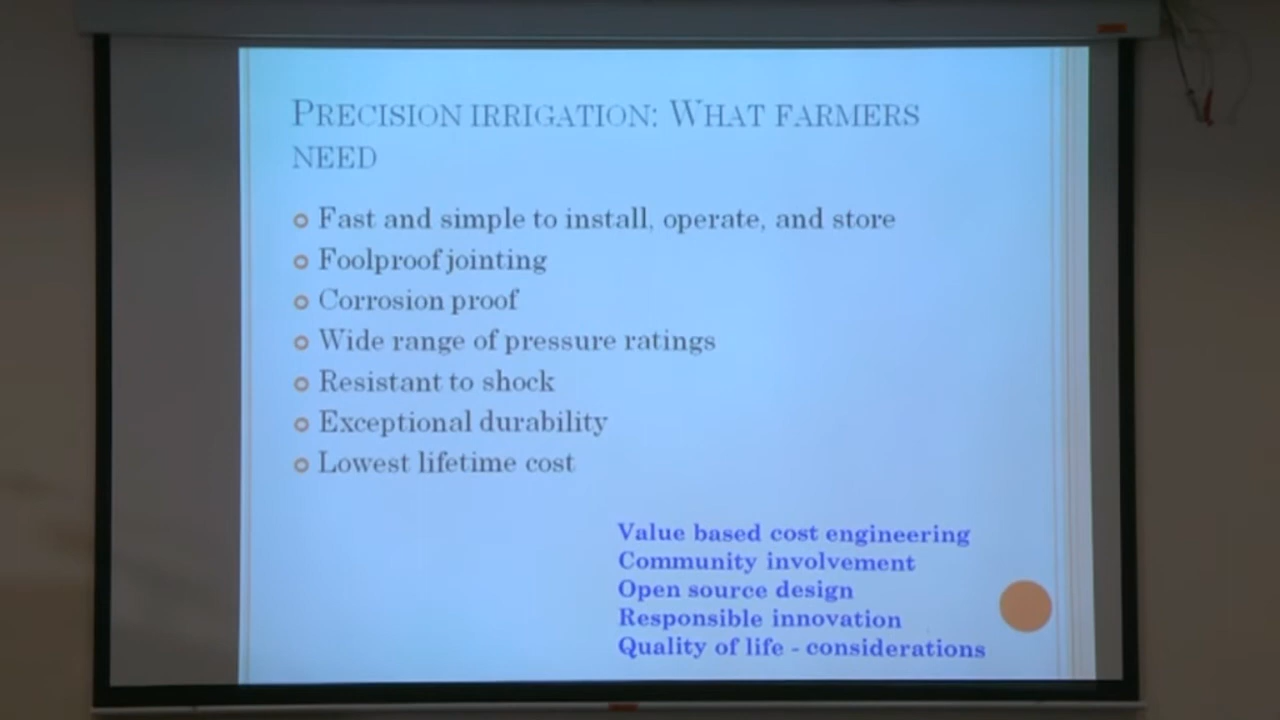 PRECISION IRRIGATION: WHAT FARMERS
NEED
Fast and simple to install, operate, and store
Foolproof jointing
Corrosion proof
Wide range of pressure ratings
Resistant to shock
Exceptional durability
Lowest lifetime cost
Value based cost engineering
Community involvement
Open source design
Responsible innovation
Quality of life - considerations